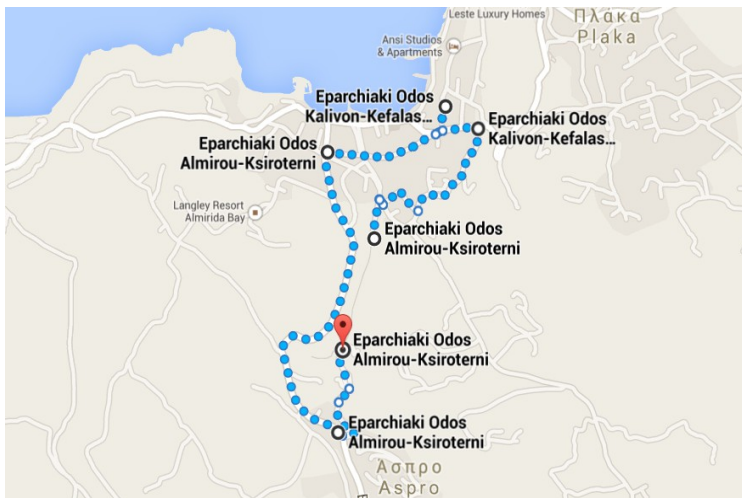 Leste Luxury Homes
Πλάκα
Plaka
Ansi Studios
& Apartments
Eparchiaki Odos
Kalivon-Kefalas...
Eparchiaki Odos
Kalivon-Kefalas...
Eparchiaki Odos
Almirou-Ksiroterni
Langley Resort
Almirida Bay
Eparchiaki Odos
Almirou-Ksiroterni
Eparchiaki Odos
Almirou-Ksiroterni
Eparchiaki Odos
Almirou-Ksiroterni
Άσπρο
Aspro